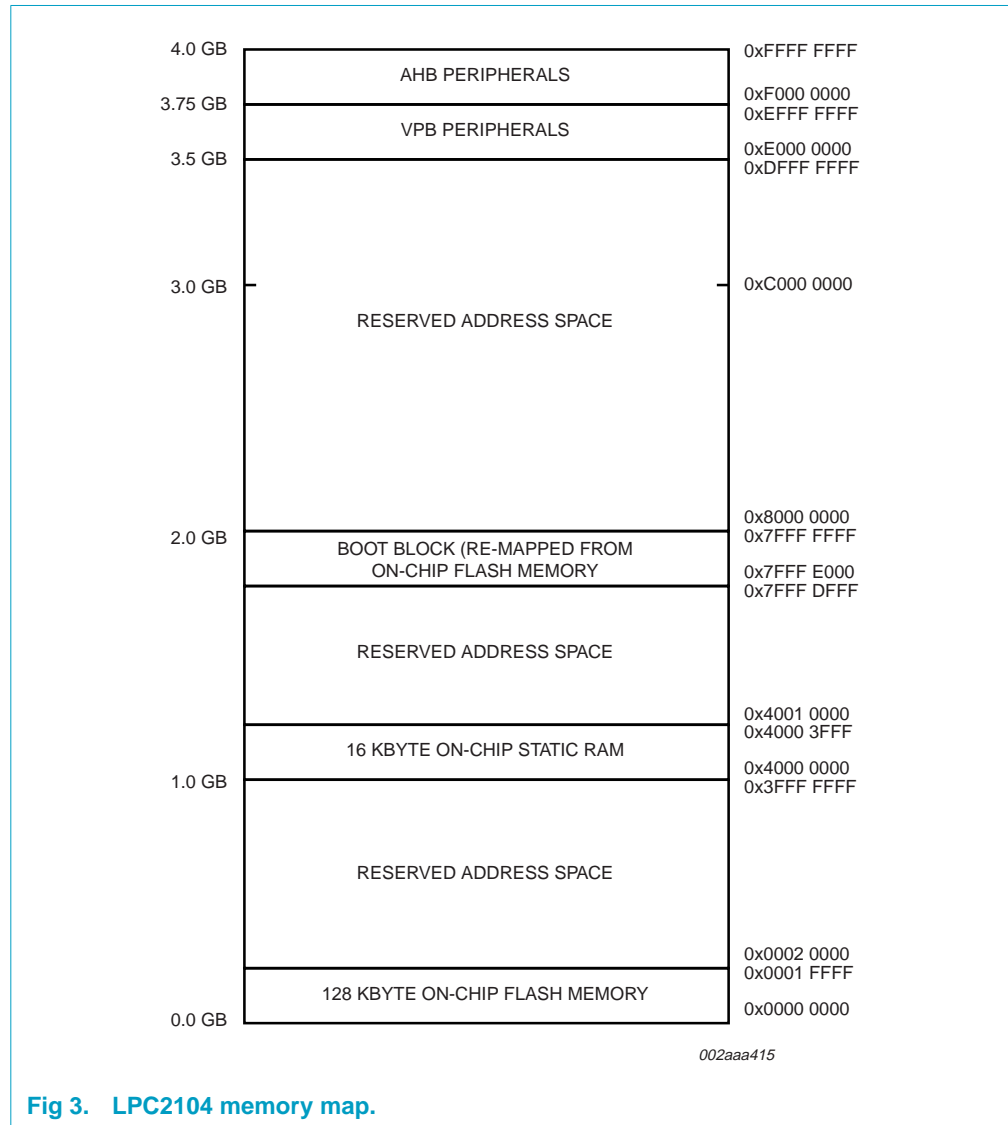 4.0 GB
0xFFFF FFFF
AHB PERIPHERALS
0xF000 0000
3.75 GB
0xEFFF FFFF
VPB PERIPHERALS
0xE000 0000
3.5 GB
0xDFFF FFFF
3.0 GB
0xC000 0000
RESERVED ADDRESS SPACE
0x8000 0000
2.0 GB
0x7FFF FFFF
BOOT BLOCK (RE-MAPPED FROM
ON-CHIP FLASH MEMORY
0x7FFF E000
0x7FFF DFFF
RESERVED ADDRESS SPACE
0x4001 0000
0x4000 3FFF
16 KBYTE ON-CHIP STATIC RAM
0x4000 0000
1.0 GB
0x3FFF FFFF
RESERVED ADDRESS SPACE
0x0002 0000
0x0001 FFFF
128 KBYTE ON-CHIP FLASH MEMORY
0x0000 0000
0.0 GB
002aaa415
Fig 3. LPC2104 memory map.